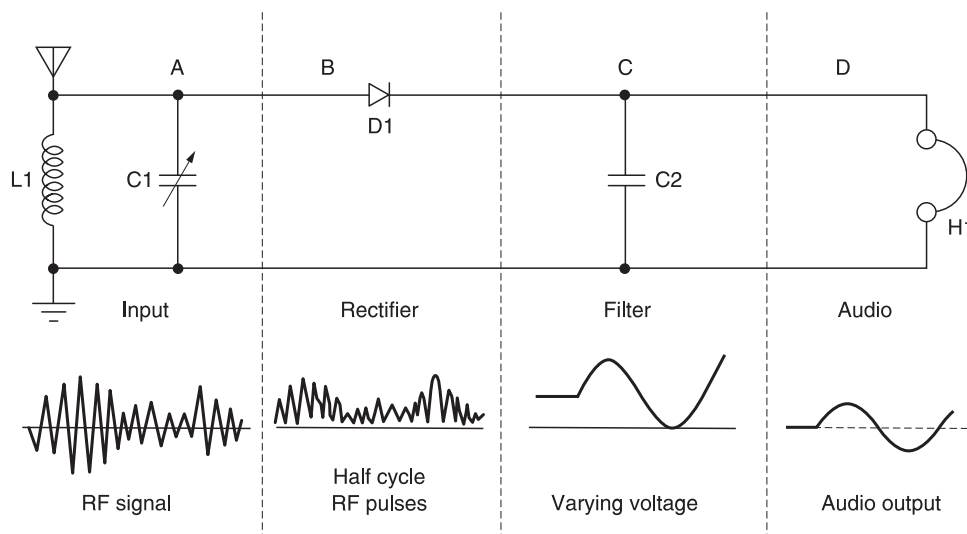 A
B
C
D
D1
L1
C1
C2
H1
Input
Rectifier
Filter
Audio
RF signal
Half cycle
RF pulses
Varying voltage
Audio output